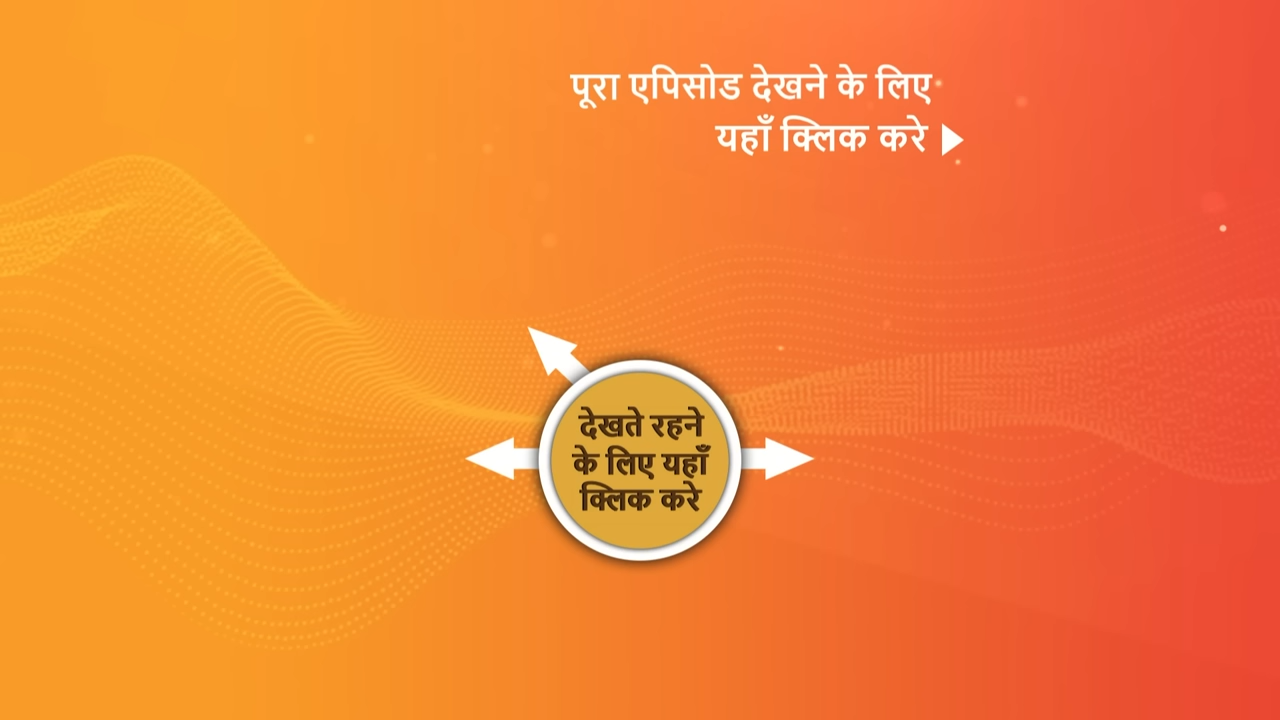 पूरा एपिसोड देखने के लिए
यहाँ क्लिक करे
देखते रहने
के लिए यहाँ
क्लिक करे